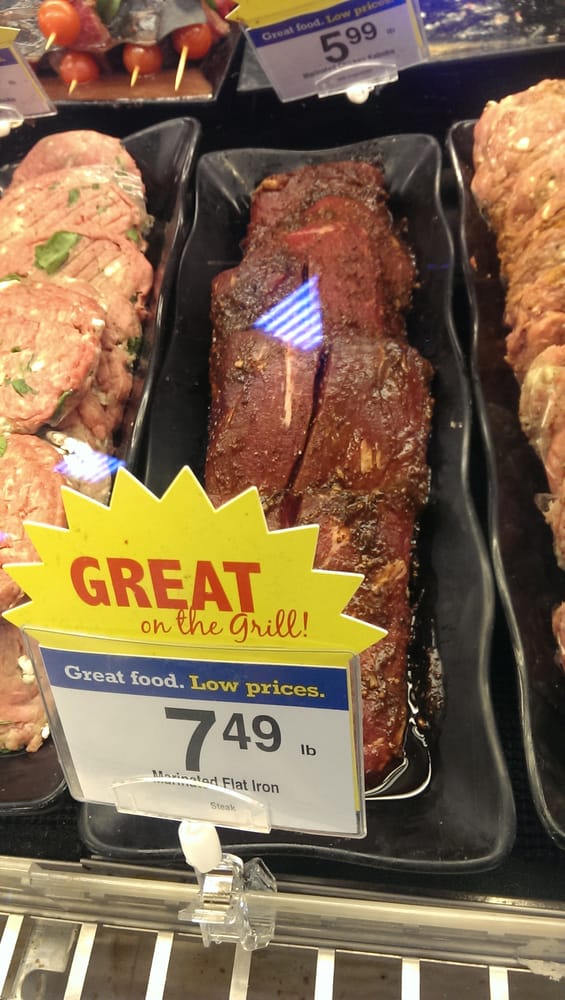 Great food. Low prices.
5.99 lb
GREAT
on the Grill!
Great food. Low prices.
7 49 lb
Marinated Flat Iron
Steak